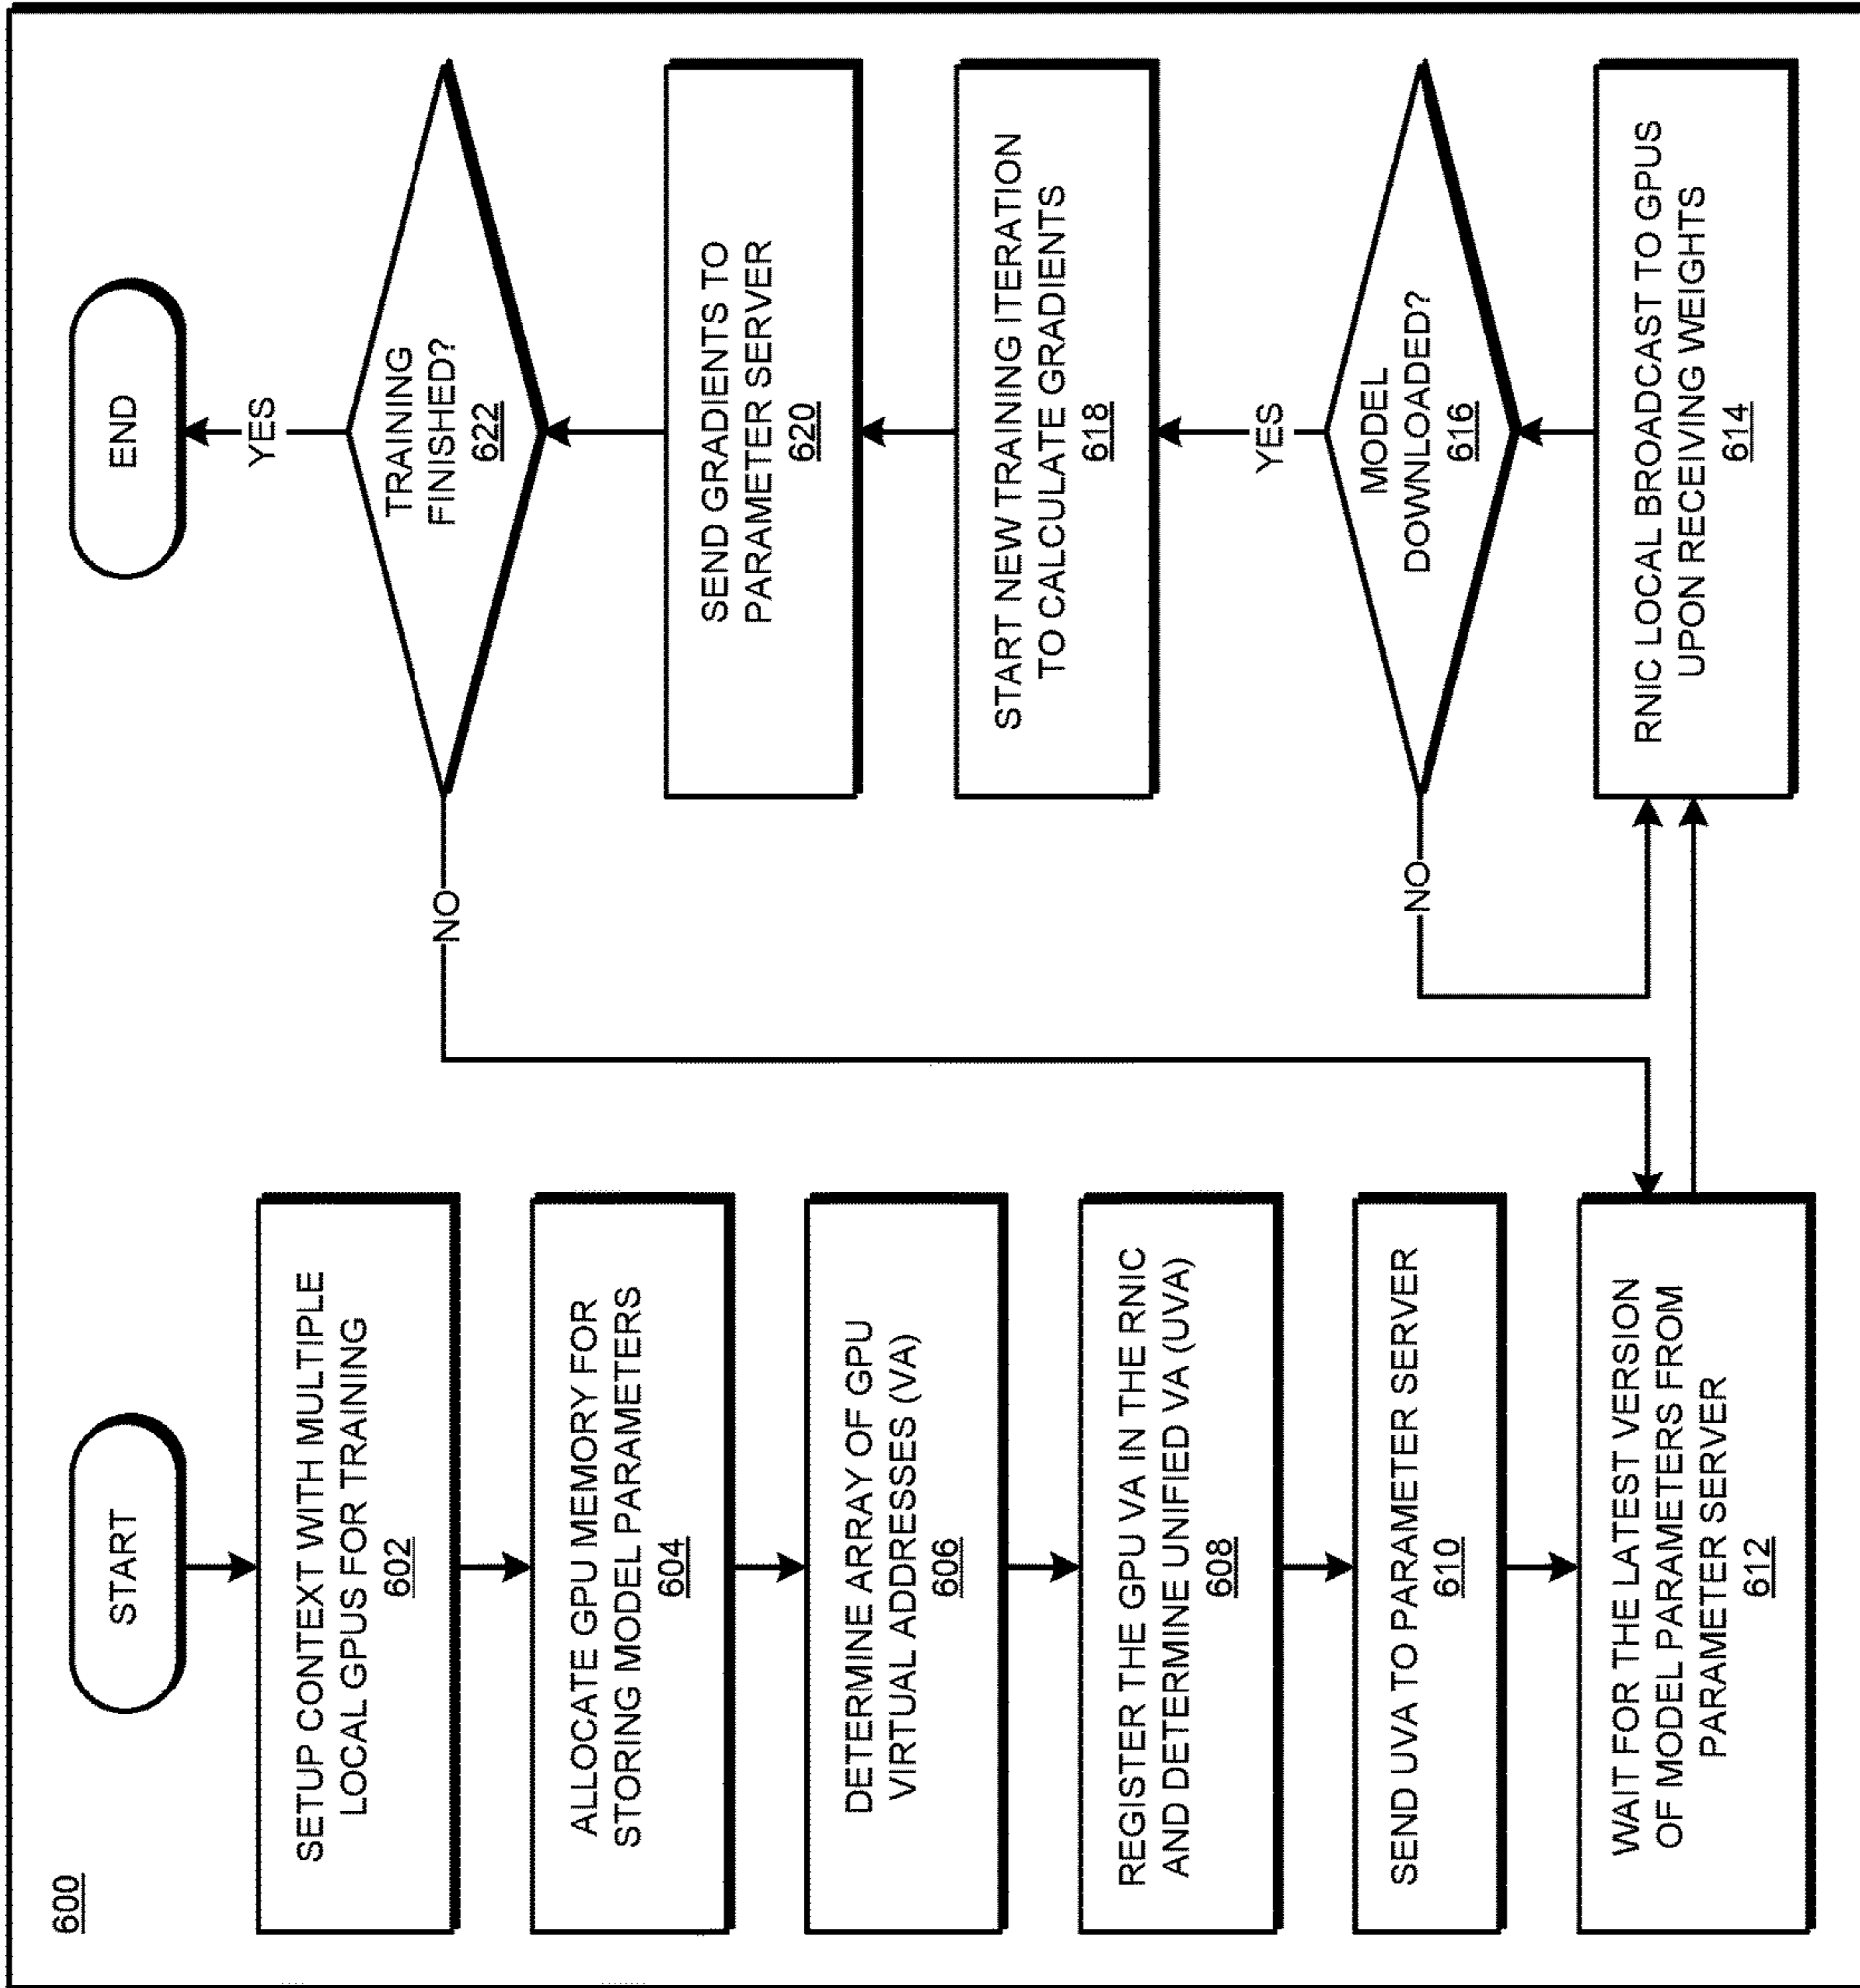 600
START
SETUP CONTEXT WITH MULTIPLE
LOCAL GPUS FOR TRAINING
602
ALLOCATE GPU MEMORY FOR
STORING MODEL PARAMETERS
604
DETERMINE ARRAY OF GPU
VIRTUAL ADDRESSES (VA)
606
REGISTER THE GPU VA IN THE RNIC
AND DETERMINE UNIFIED VA (UVA)
608
SEND UVA TO PARAMETER SERVER
610
WAIT FOR THE LATEST VERSION
OF MODEL PARAMETERS FROM
PARAMETER SERVER
612
END
YES
TRAINING
FINISHED?
622
NO
SEND GRADIENTS TO
PARAMETER SERVER
620
START NEW TRAINING ITERATION
TO CALCULATE GRADIENTS
618
YES
MODEL
DOWNLOADED?
616
NO
RNIC LOCAL BROADCAST TO GPUS
UPON RECEIVING WEIGHTS
614